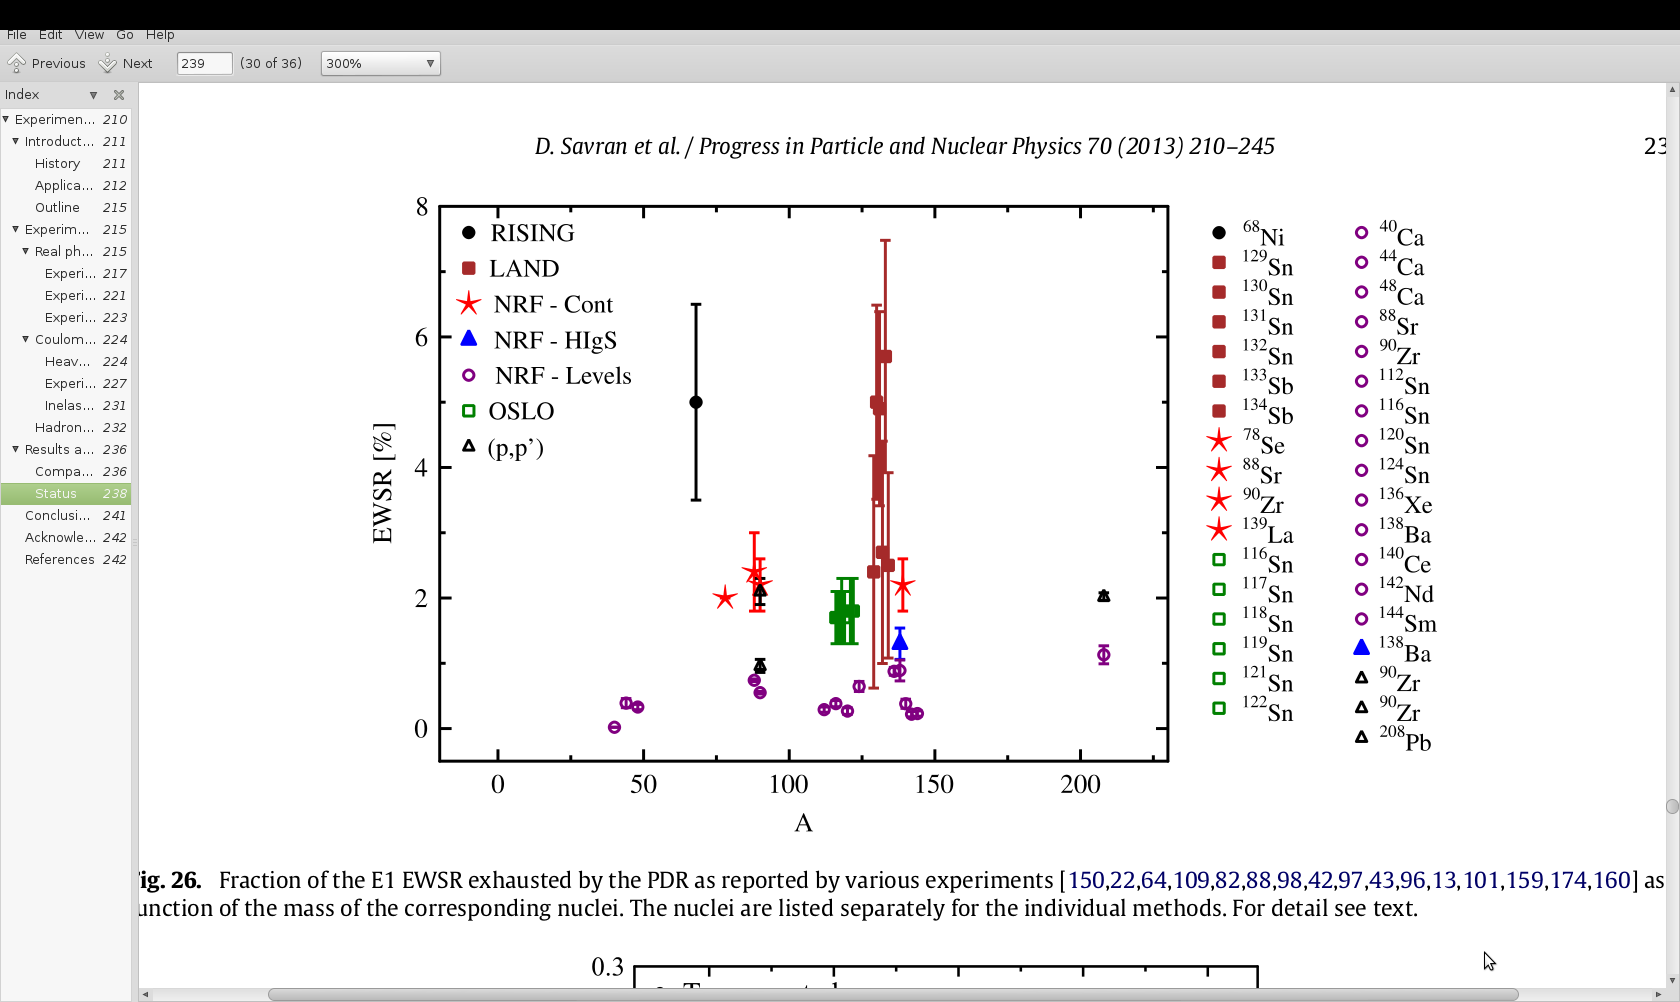 File Edit View Go Help
Previous Next 239 (30 of 36) 300%
Index
Experimen... 210
Introduct... 211
History 211
Applica... 212
Outline 215
Experim... 215
Real ph... 215
Experi... 217
Experi... 221
Experi... 223
Coulom... 224
Heav... 224
Experi... 227
Inelas... 231
Hadron... 232
Results a... 236
Compa... 236
Status 238
Conclusi... 241
Acknowle... 242
References 242
D. Savran et al. / Progress in Particle and Nuclear Physics 70 (2013) 210–245
23
8
6
4
2
0
EWSR [%]
0 50 100 150 200
A
RISING
LAND
NRF - Cont
NRF - HIgS
NRF - Levels
OSLO
(p,p’)
68Ni
129Sn
130Sn
131Sn
132Sn
133Sb
134Sb
78Se
88Sr
90Zr
139La
116Sn
117Sn
118Sn
119Sn
121Sn
122Sn
40Ca
44Ca
48Ca
88Sr
90Zr
112Sn
116Sn
120Sn
124Sn
136Xe
138Ba
140Ce
142Nd
144Sm
138Ba
90Zr
90Zr
208Pb
ig. 26. Fraction of the E1 EWSR exhausted by the PDR as reported by various experiments [150,22,64,109,82,88,98,42,97,43,96,13,101,159,174,160] as
unction of the mass of the corresponding nuclei. The nuclei are listed separately for the individual methods. For detail see text.
0.3